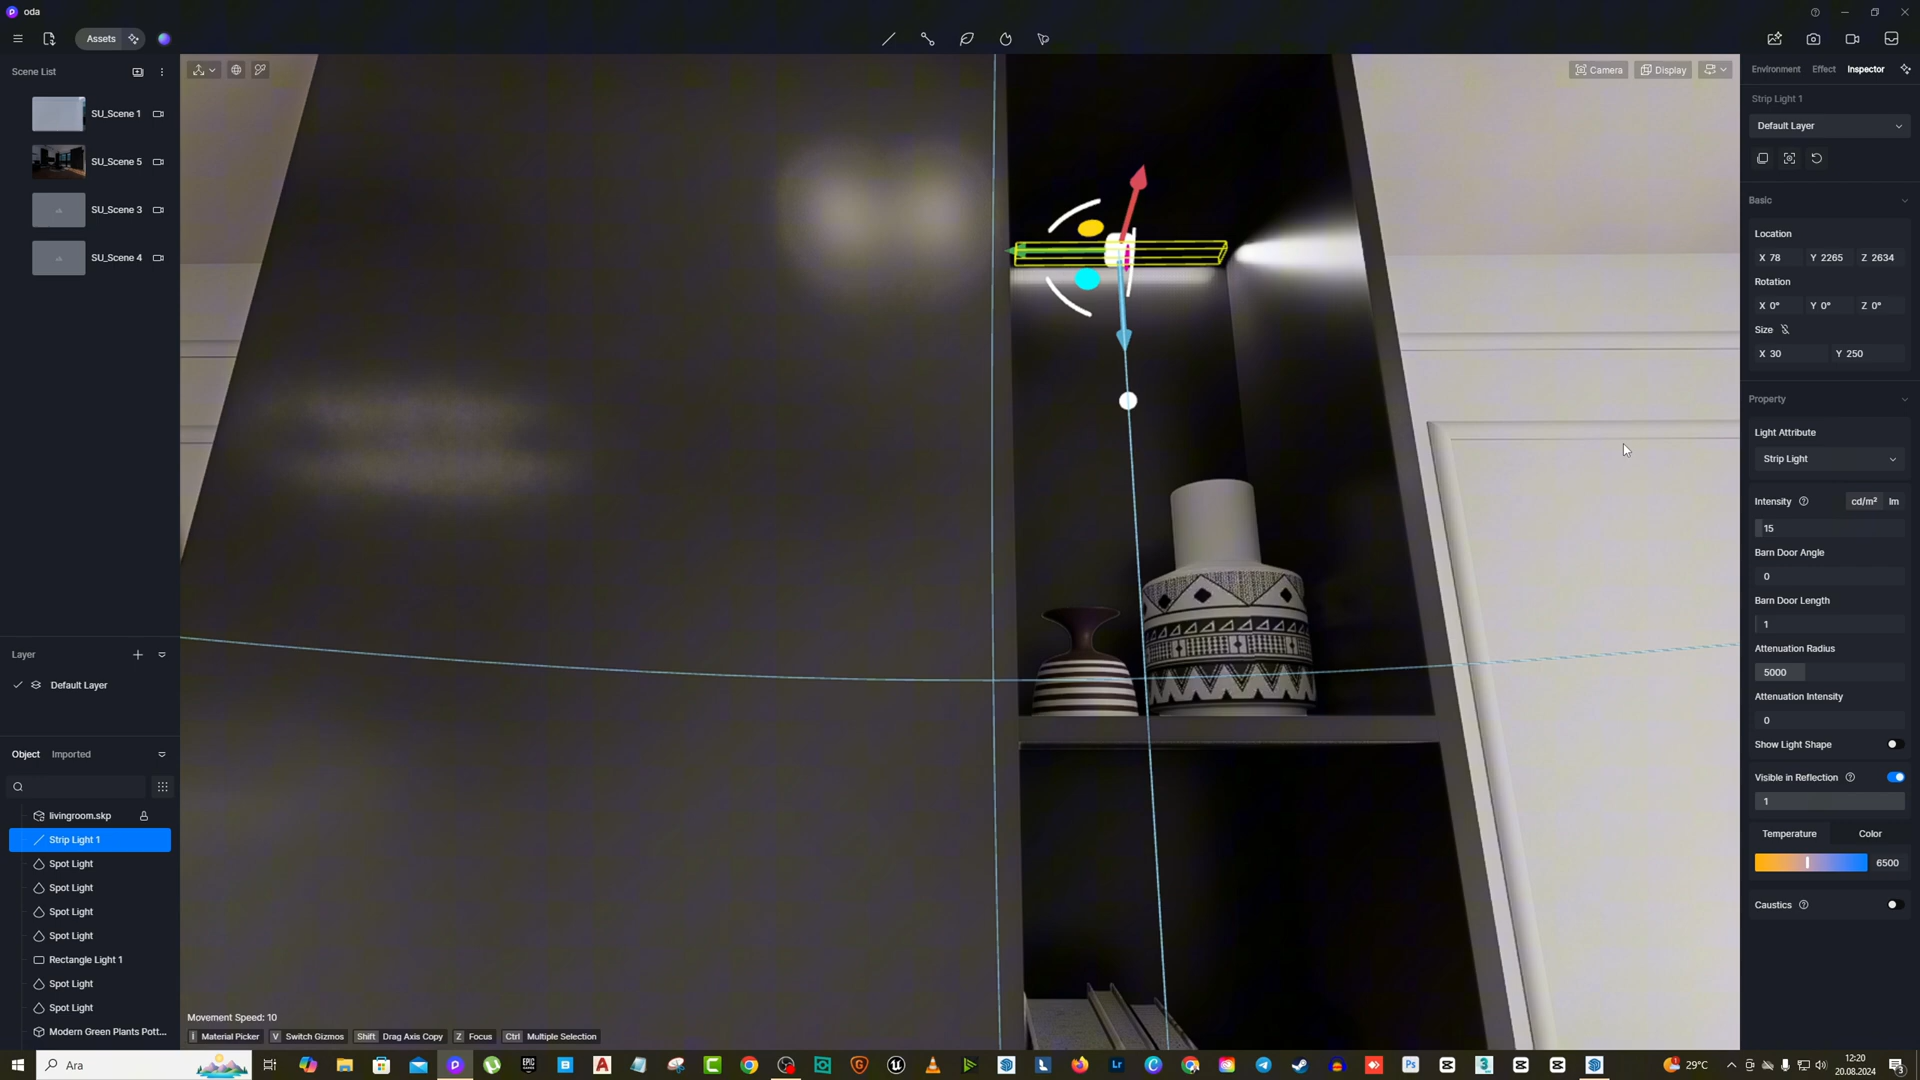 oda
Assets
Scene List
SU_Scene 1
SU_Scene 5
SU_Scene 3
SU_Scene 4
Layer
Default Layer
Object Imported
livingroom.skp
Strip Light 1
Spot Light
Spot Light
Spot Light
Spot Light
Rectangle Light 1
Spot Light
Spot Light
Modern Green Plants Pott...
Camera Display
Movement Speed: 10
I Material Picker V Switch Gizmos Shift Drag Axis Copy Z Focus Ctrl Multiple Selection
Environment Effect Inspector
Strip Light 1
Default Layer
Basic
Location
X 78 Y 2265 Z 2634
Rotation
X 0° Y 0° Z 0°
Size
X 30 Y 250
Property
Light Attribute
Strip Light
Intensity cd/m² lm
15
Barn Door Angle
0
Barn Door Length
1
Attenuation Radius
5000
Attenuation Intensity
0
Show Light Shape
Visible in Reflection
1
Temperature Color
6500
Caustics
Ara
29°C
12:20
20.08.2024